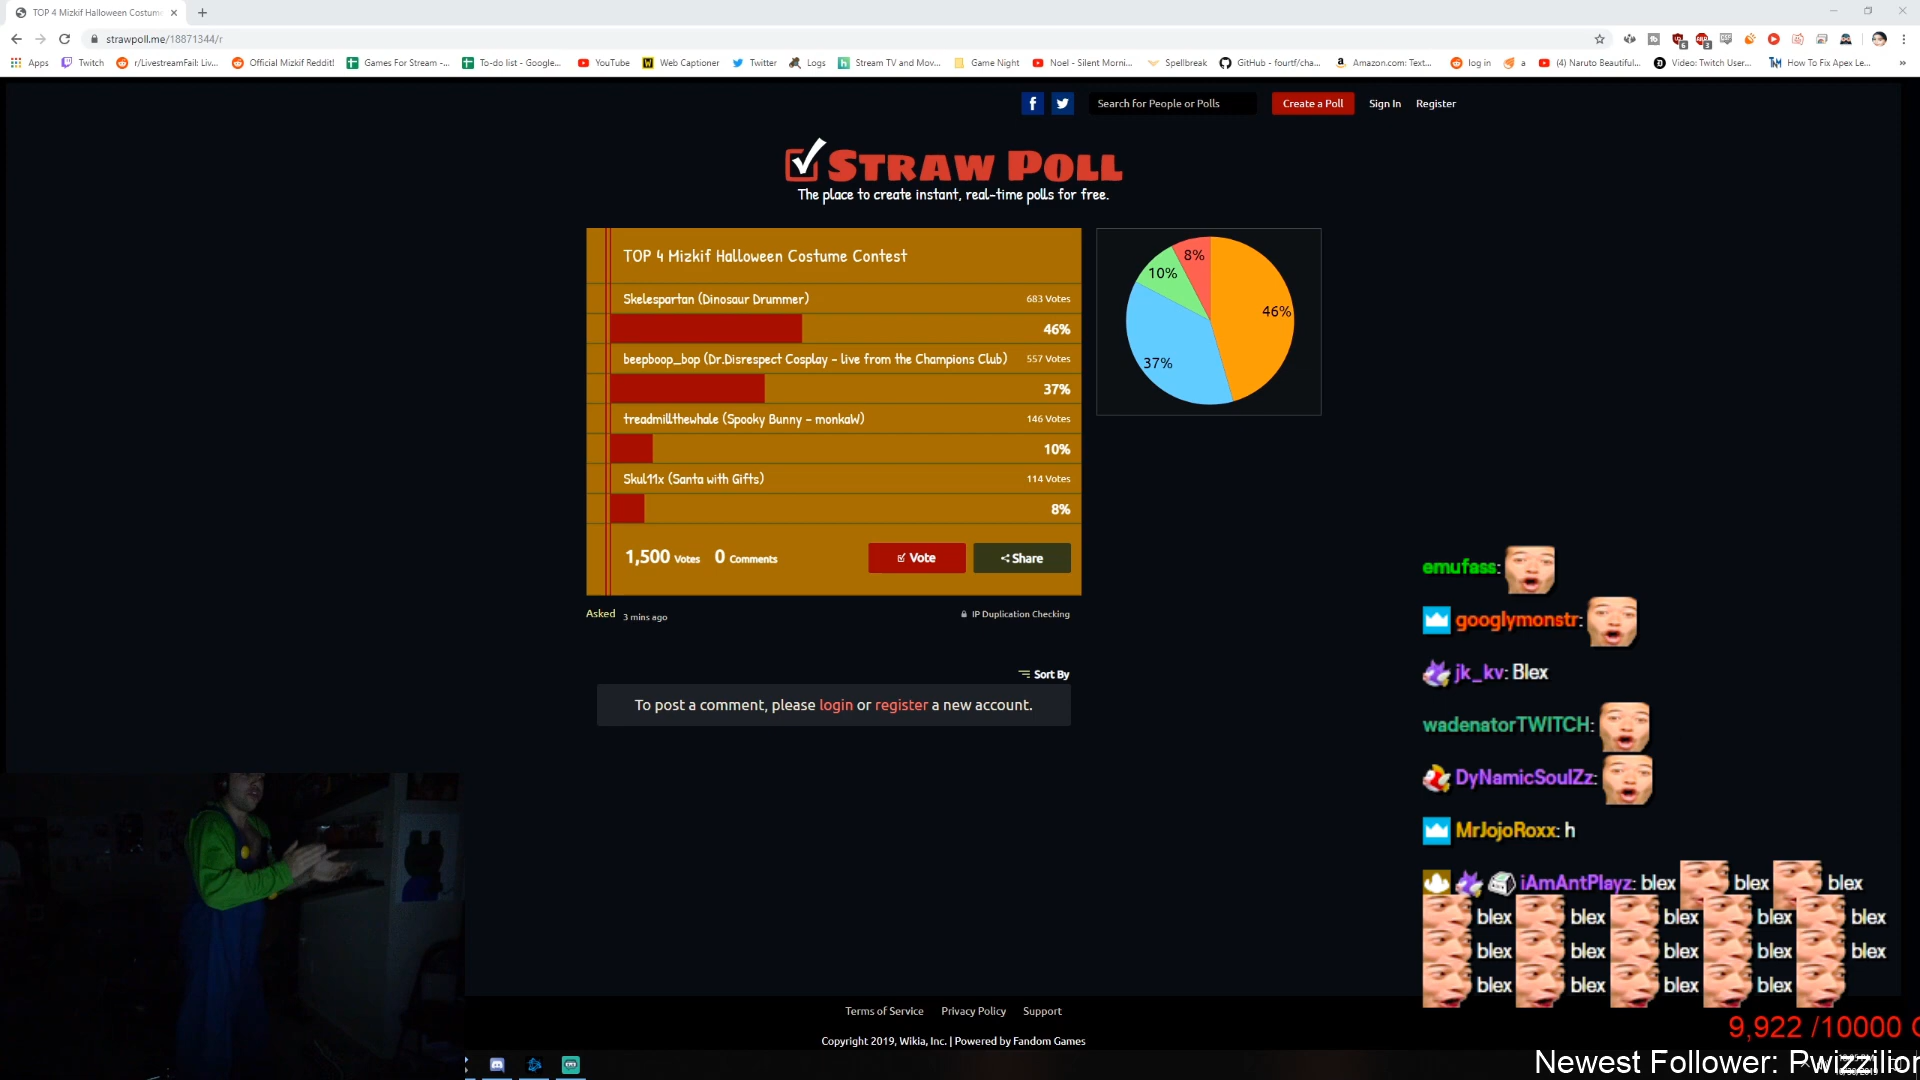 TOP 4 Mizkif Halloween Costume
strawpoll.me/18871344/r
Apps Twitch r/LivestreamFail: Liv... Official Mizkif Reddit! Games For Stream -... To-do list - Google... YouTube Web Captioner Twitter Logs Stream TV and Mov... Game Night Noel - Silent Morni... Spellbreak GitHub - fourtf/cha... Amazon.com: Text... log in a (4) Naruto Beautiful... Video: Twitch User... How To Fix Apex Le... »
Search for People or Polls Create a Poll Sign In Register
STRAW POLL
The place to create instant, real-time polls for free.
TOP 4 Mizkif Halloween Costume Contest
Skelespartan (Dinosaur Drummer) 683 Votes
46%
beepboop_bop (Dr.Disrespect Cosplay - live from the Champions Club) 557 Votes
37%
treadmillthewhale (Spooky Bunny - monkaW) 146 Votes
10%
Skul11x (Santa with Gifts) 114 Votes
8%
1,500 Votes 0 Comments Vote Share
Asked 3 mins ago IP Duplication Checking
8%
10%
46%
37%
Sort By
To post a comment, please login or register a new account.
emufass:
googlymonstr:
jk_kv: Blex
wadenatorTWITCH:
DyNamicSoulZz:
MrJojoRoxx: h
iAmAntPlayz: blex blex blex
blex blex blex blex blex
blex blex blex blex blex
blex blex blex blex
Terms of Service Privacy Policy Support
Copyright 2019, Wikia, Inc. | Powered by Fandom Games
9,922 /10000
Newest Follower: Pwizzilior